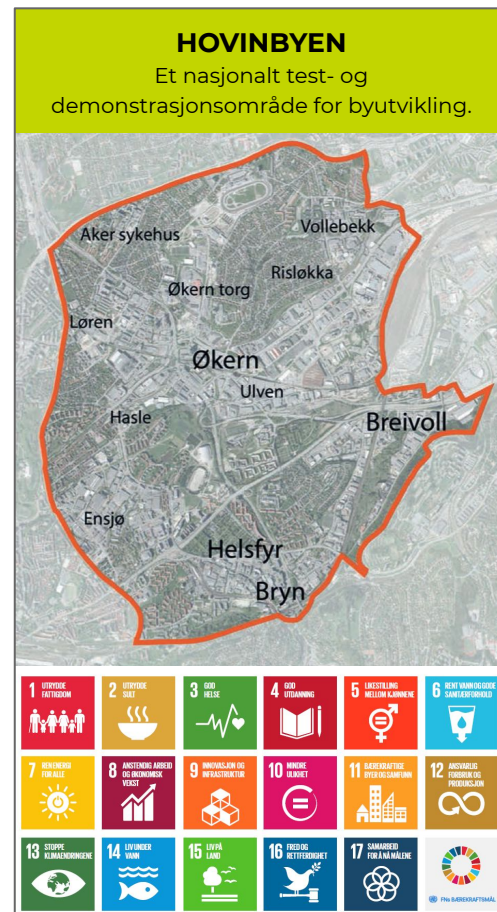 HOVINBYEN
Et nasjonalt test- og
demonstrasjonsområde for byutvikling.
Aker sykehus
Vollebekk
Risløkka
Økern torg
Løren
Økern
Ulven
Hasle
Breivoll
Ensjø
Helsfyr
Bryn
1 UTRYDDE
FATTIGDOM
2 UTRYDDE
SULT
3 GOD
HELSE
4 GOD
UTDANNING
5 LIKESTILLING
MELLOM KJØNNENE
6 RENT VANN OG GODE
SANITÆRFORHOLD
7 REN ENERGI
FOR ALLE
8 ANSTENDIG ARBEID
OG ØKONOMISK
VEKST
9 INNOVASJON OG
INFRASTRUKTUR
10 MINDRE
ULIKHET
11 BÆREKRAFTIGE
BYER OG SAMFUNN
12 ANSVARLIG
FORBRUK OG
PRODUKSJON
13 STOPPE
KLIMAENDRINGENE
14 LIV UNDER
VANN
15 LIV PÅ
LAND
16 FRED OG
RETTFERDIGHET
17 SAMARBEID
FOR Å NÅ MÅLENE
FNs BÆREKRAFTSMÅL